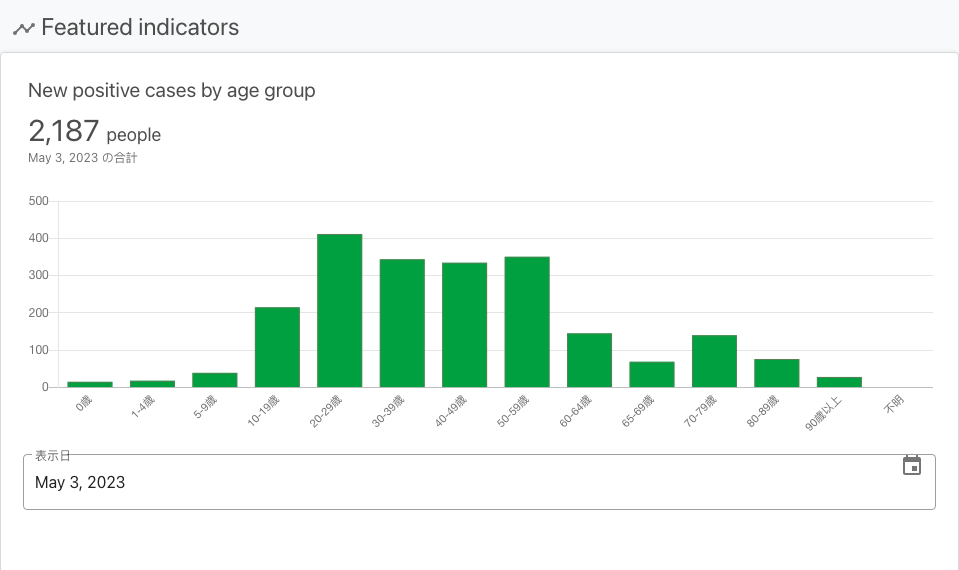 Featured indicators
New positive cases by age group
2,187 people
May 3, 2023 の合計
500
400
300
200
100
0
0歳
1-4歳
5-9歳
10-19歳
20-29歳
30-39歳
40-49歳
50-59歳
60-64歳
65-69歳
70-79歳
80-89歳
90歳以上
不明
表示日
May 3, 2023